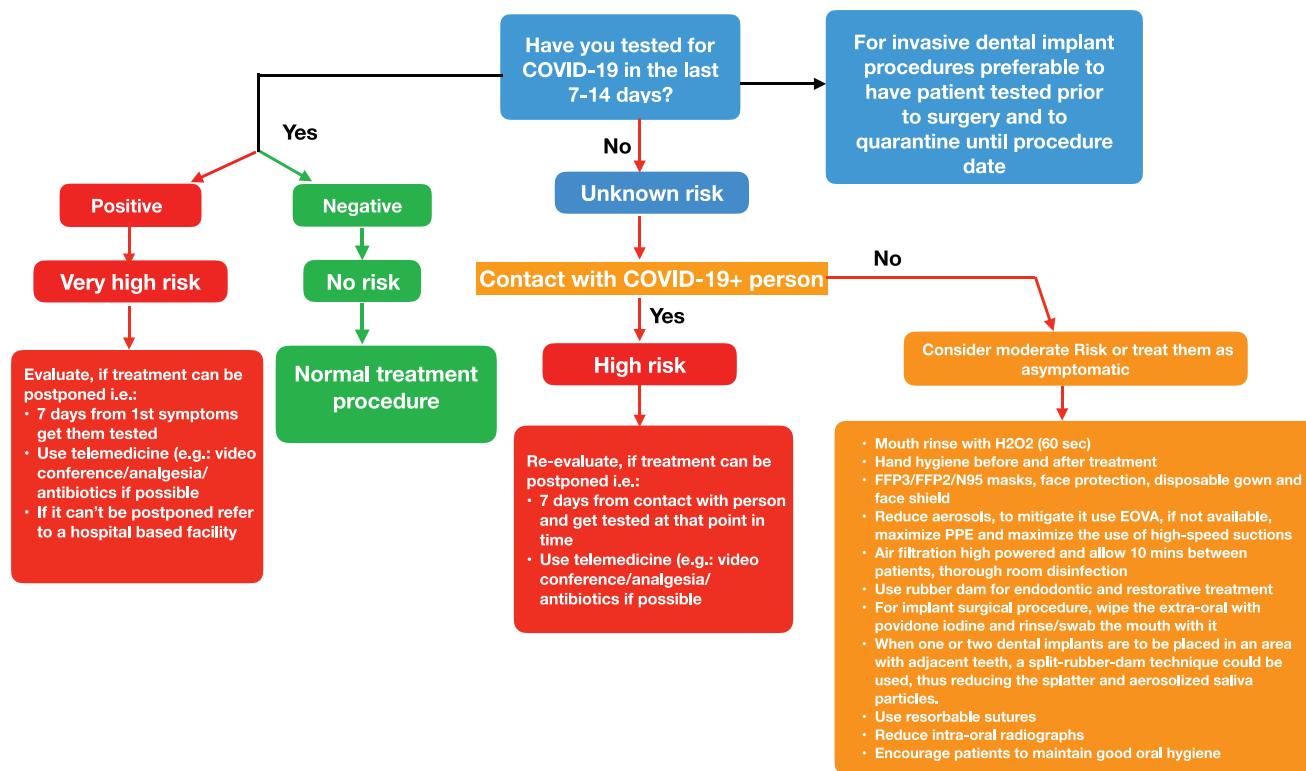 Have you tested for
COVID-19 in the last
7-14 days?
For invasive dental implant
procedures preferable to
have patient tested prior
to surgery and to
quarantine until procedure
date
Yes
No
Positive
Negative
Unknown risk
Very high risk
No risk
Contact with COVID-19+ person
No
Yes
Evaluate, if treatment can be
postponed i.e.:
• 7 days from 1st symptoms
get them tested
• Use telemedicine (e.g.: video
conference/analgesia/
antibiotics if possible
• If it can’t be postponed refer
to a hospital based facility
Normal treatment
procedure
High risk
Consider moderate Risk or treat them as
asymptomatic
Re-evaluate, if treatment can be
postponed i.e.:
• 7 days from contact with person
and get tested at that point in
time
• Use telemedicine (e.g.: video
conference/analgesia/
antibiotics if possible
• Mouth rinse with H2O2 (60 sec)
• Hand hygiene before and after treatment
• FFP3/FFP2/N95 masks, face protection, disposable gown and
face shield
• Reduce aerosols, to mitigate it use EOVA, if not available,
maximize PPE and maximize the use of high-speed suctions
• Air filtration high powered and allow 10 mins between
patients, thorough room disinfection
• Use rubber dam for endodontic and restorative treatment
• For implant surgical procedure, wipe the extra-oral with
povidone iodine and rinse/swab the mouth with it
• When one or two dental implants are to be placed in an area
with adjacent teeth, a split-rubber-dam technique could be
used, thus reducing the splatter and aerosolized saliva
particles.
• Use resorbable sutures
• Reduce intra-oral radiographs
• Encourage patients to maintain good oral hygiene